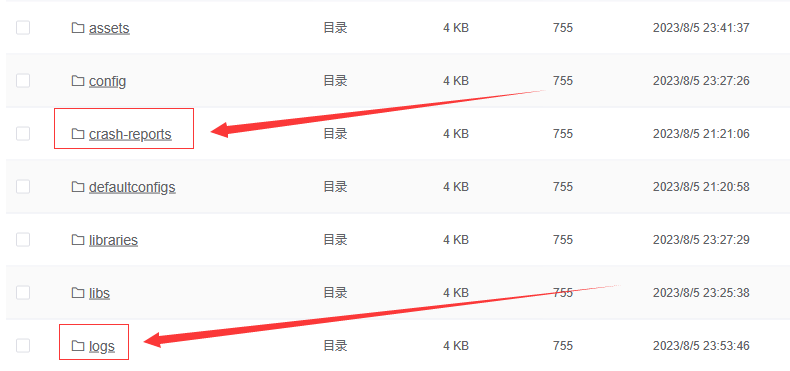 assets 目录 4 KB 755 2023/8/5 23:41:37
config 目录 4 KB 755 2023/8/5 23:27:26
crash-reports 目录 4 KB 755 2023/8/5 21:21:06
defaultconfigs 目录 4 KB 755 2023/8/5 21:20:58
libraries 目录 4 KB 755 2023/8/5 23:27:29
libs 目录 4 KB 755 2023/8/5 23:25:38
logs 目录 4 KB 755 2023/8/5 23:53:46